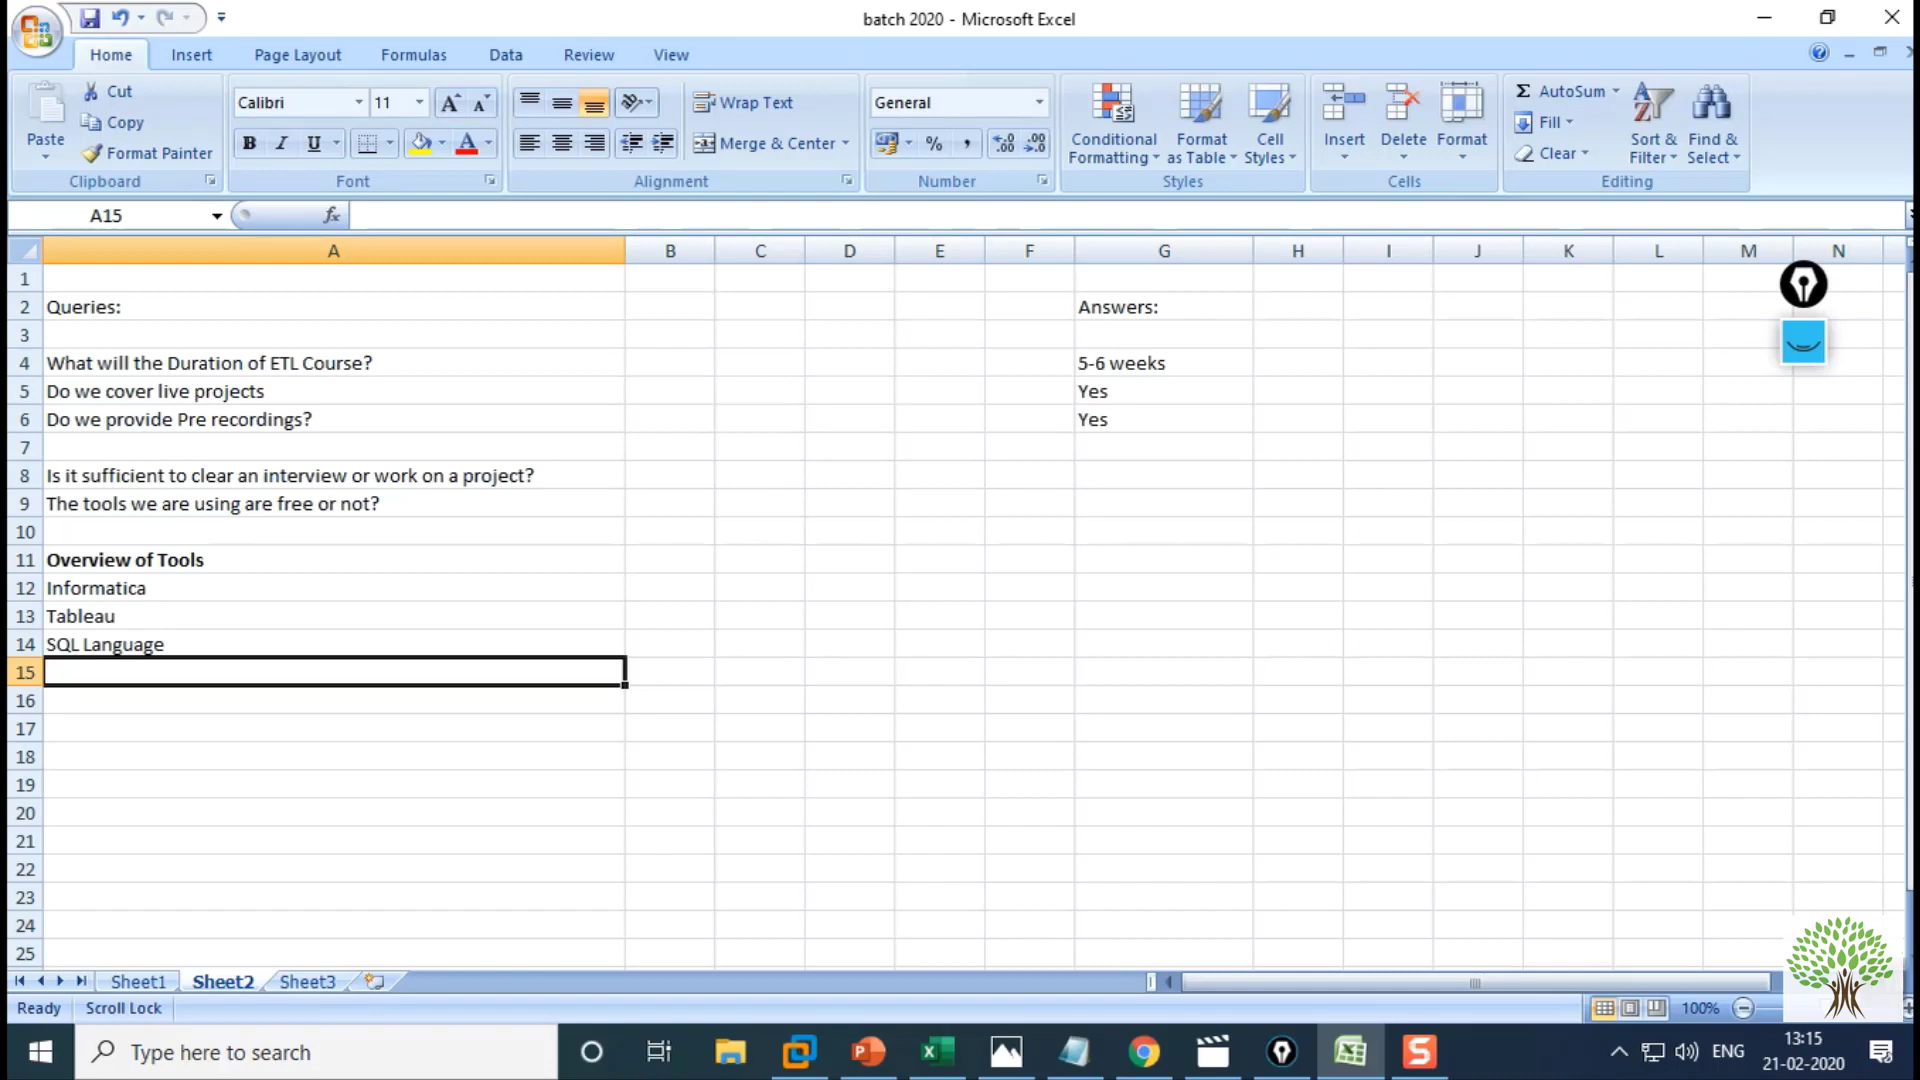 batch 2020 - Microsoft Excel
Home Insert Page Layout Formulas Data Review View
Paste
Cut
Copy
Format Painter
Clipboard
Calibri 11
B I U
Font
Wrap Text
Merge & Center
Alignment
General
%
Number
Conditional Formatting
Format as Table
Cell Styles
Styles
Insert Delete Format
Cells
Σ AutoSum
Fill
Clear
Sort & Filter
Find & Select
Editing
A15
fx
A B C D E F G H I J K L M N
1
2 Queries: Answers:
3
4 What will the Duration of ETL Course? 5-6 weeks
5 Do we cover live projects Yes
6 Do we provide Pre recordings? Yes
7
8 Is it sufficient to clear an interview or work on a project?
9 The tools we are using are free or not?
10
11 Overview of Tools
12 Informatica
13 Tableau
14 SQL Language
15
16
17
18
19
20
21
22
23
24
25
Sheet1 Sheet2 Sheet3
Ready Scroll Lock 100%
Type here to search
ENG
13:15
21-02-2020